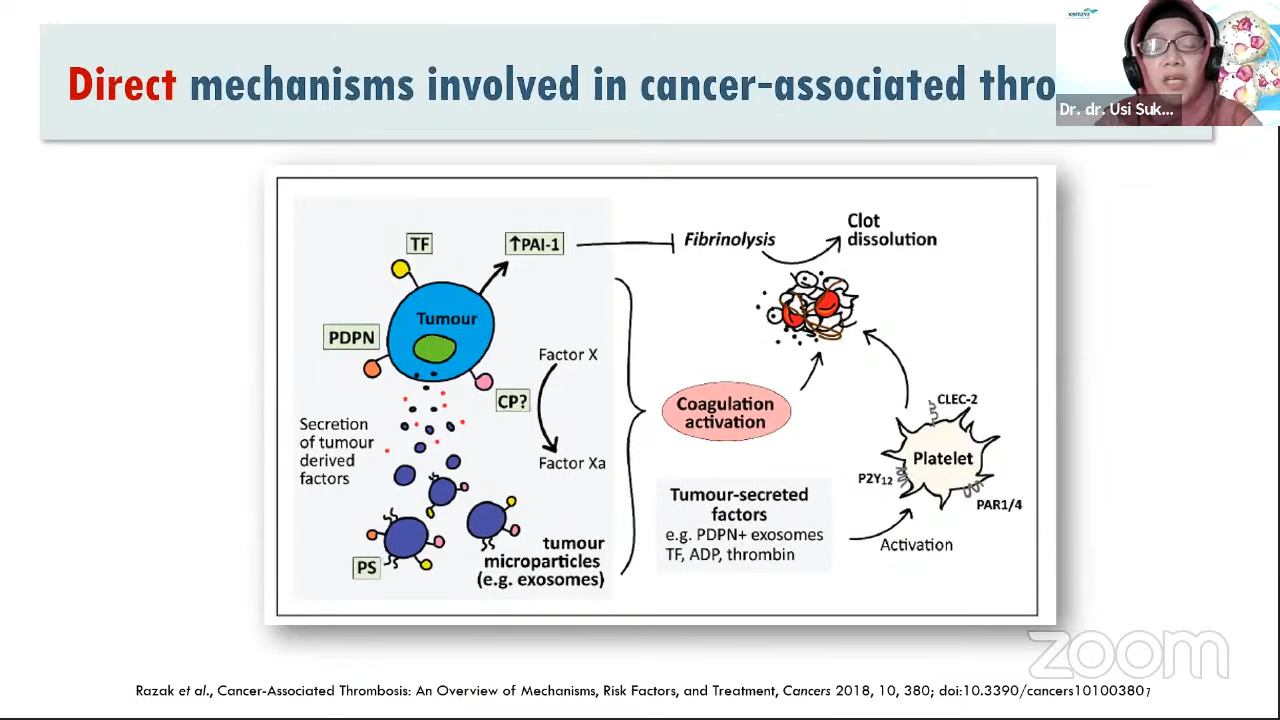 Direct mechanisms involved in cancer-associated thro
Dr. dr. Usi Suk...
TF
↑PAI-1
Fibrinolysis
Clot
dissolution
Tumour
PDPN
Factor X
CP?
Secretion
of tumour
derived
factors
Factor Xa
Coagulation
activation
CLEC-2
Platelet
P2Y12
PAR1/4
Tumour-secreted
factors
e.g. PDPN+ exosomes
TF, ADP, thrombin
Activation
tumour
microparticles
(e.g. exosomes)
PS
zoom
Razak et al., Cancer-Associated Thrombosis: An Overview of Mechanisms, Risk Factors, and Treatment, Cancers 2018, 10, 380; doi:10.3390/cancers10100380
7